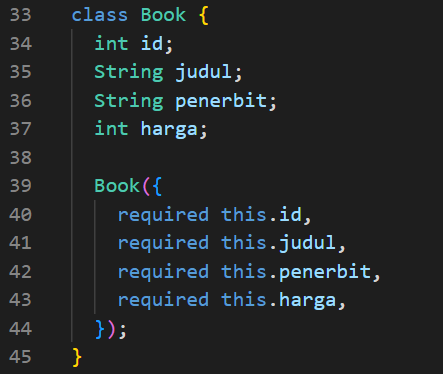 33 class Book {
34   int id;
35   String judul;
36   String penerbit;
37   int harga;
38
39   Book({
40     required this.id,
41     required this.judul,
42     required this.penerbit,
43     required this.harga,
44   });
45 }